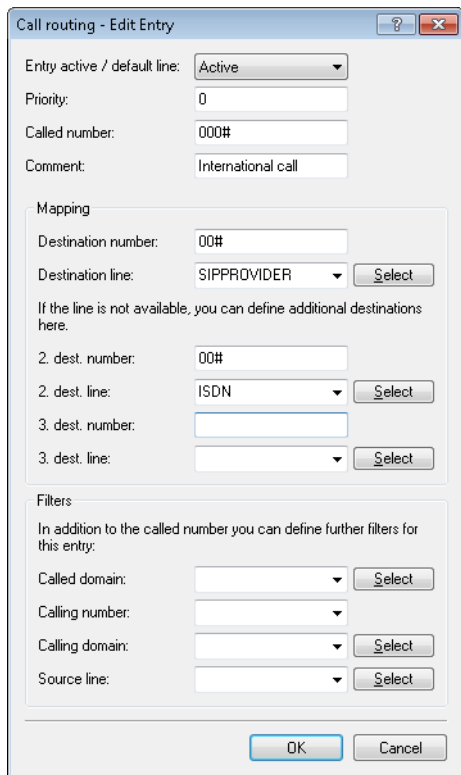 Call routing - Edit Entry
Entry active / default line: Active
Priority: 0
Called number: 000#
Comment: International call
Mapping
Destination number: 00#
Destination line: SIPPROVIDER Select
If the line is not available, you can define additional destinations
here.
2. dest. number: 00#
2. dest. line: ISDN Select
3. dest. number:
3. dest. line: Select
Filters
In addition to the called number you can define further filters for
this entry:
Called domain: Select
Calling number:
Calling domain: Select
Source line: Select
OK Cancel